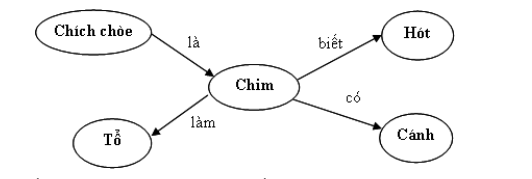 Chích chòe
là
Chim
biết
Hót
có
Cánh
làm
Tổ